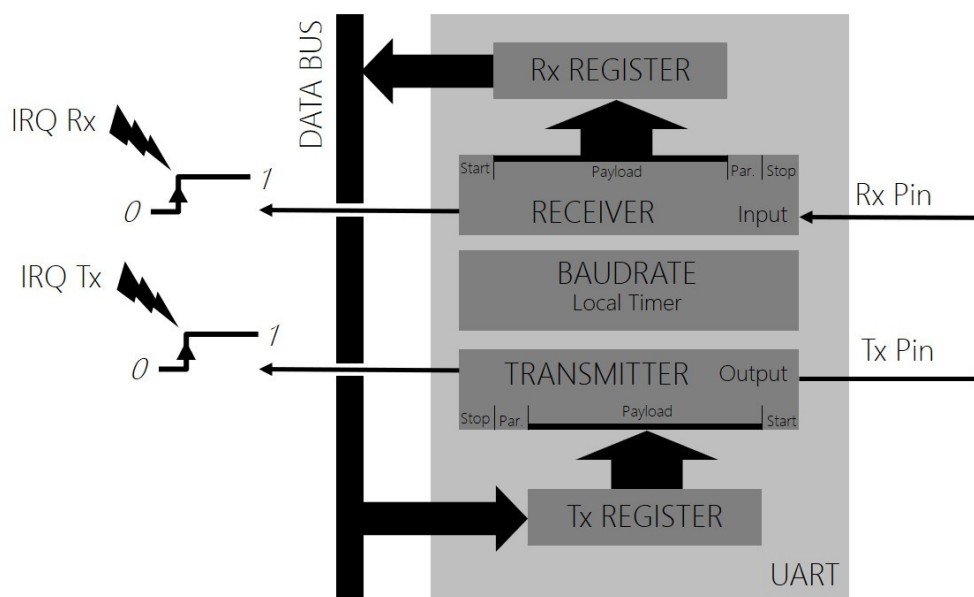 DATA BUS
Rx REGISTER
IRQ Rx
0
1
Start Payload Par. Stop
RECEIVER
Input
Rx Pin
BAUDRATE
Local Timer
IRQ Tx
0
1
TRANSMITTER
Output
Tx Pin
Stop Par. Payload Start
Tx REGISTER
UART